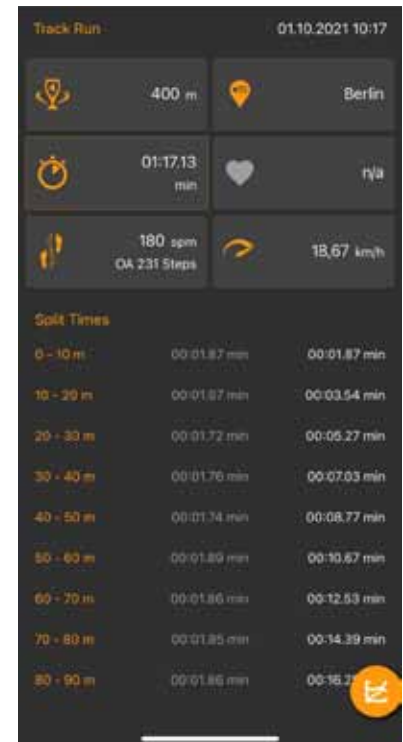 Track Run 01.10.2021 10:17
400 m Berlin
01:17.13 min n/a
180 spm 18,67 km/h
OA 231 Steps
Split Times
0 - 10 m 00:01.87 min 00:01.87 min
10 - 20 m 00:01.67 min 00:03.54 min
20 - 30 m 00:01.72 min 00:05.27 min
30 - 40 m 00:01.76 min 00:07.03 min
40 - 50 m 00:01.74 min 00:08.77 min
50 - 60 m 00:01.89 min 00:10.67 min
60 - 70 m 00:01.86 min 00:12.53 min
70 - 80 m 00:01.85 min 00:14.39 min
80 - 90 m 00:01.86 min